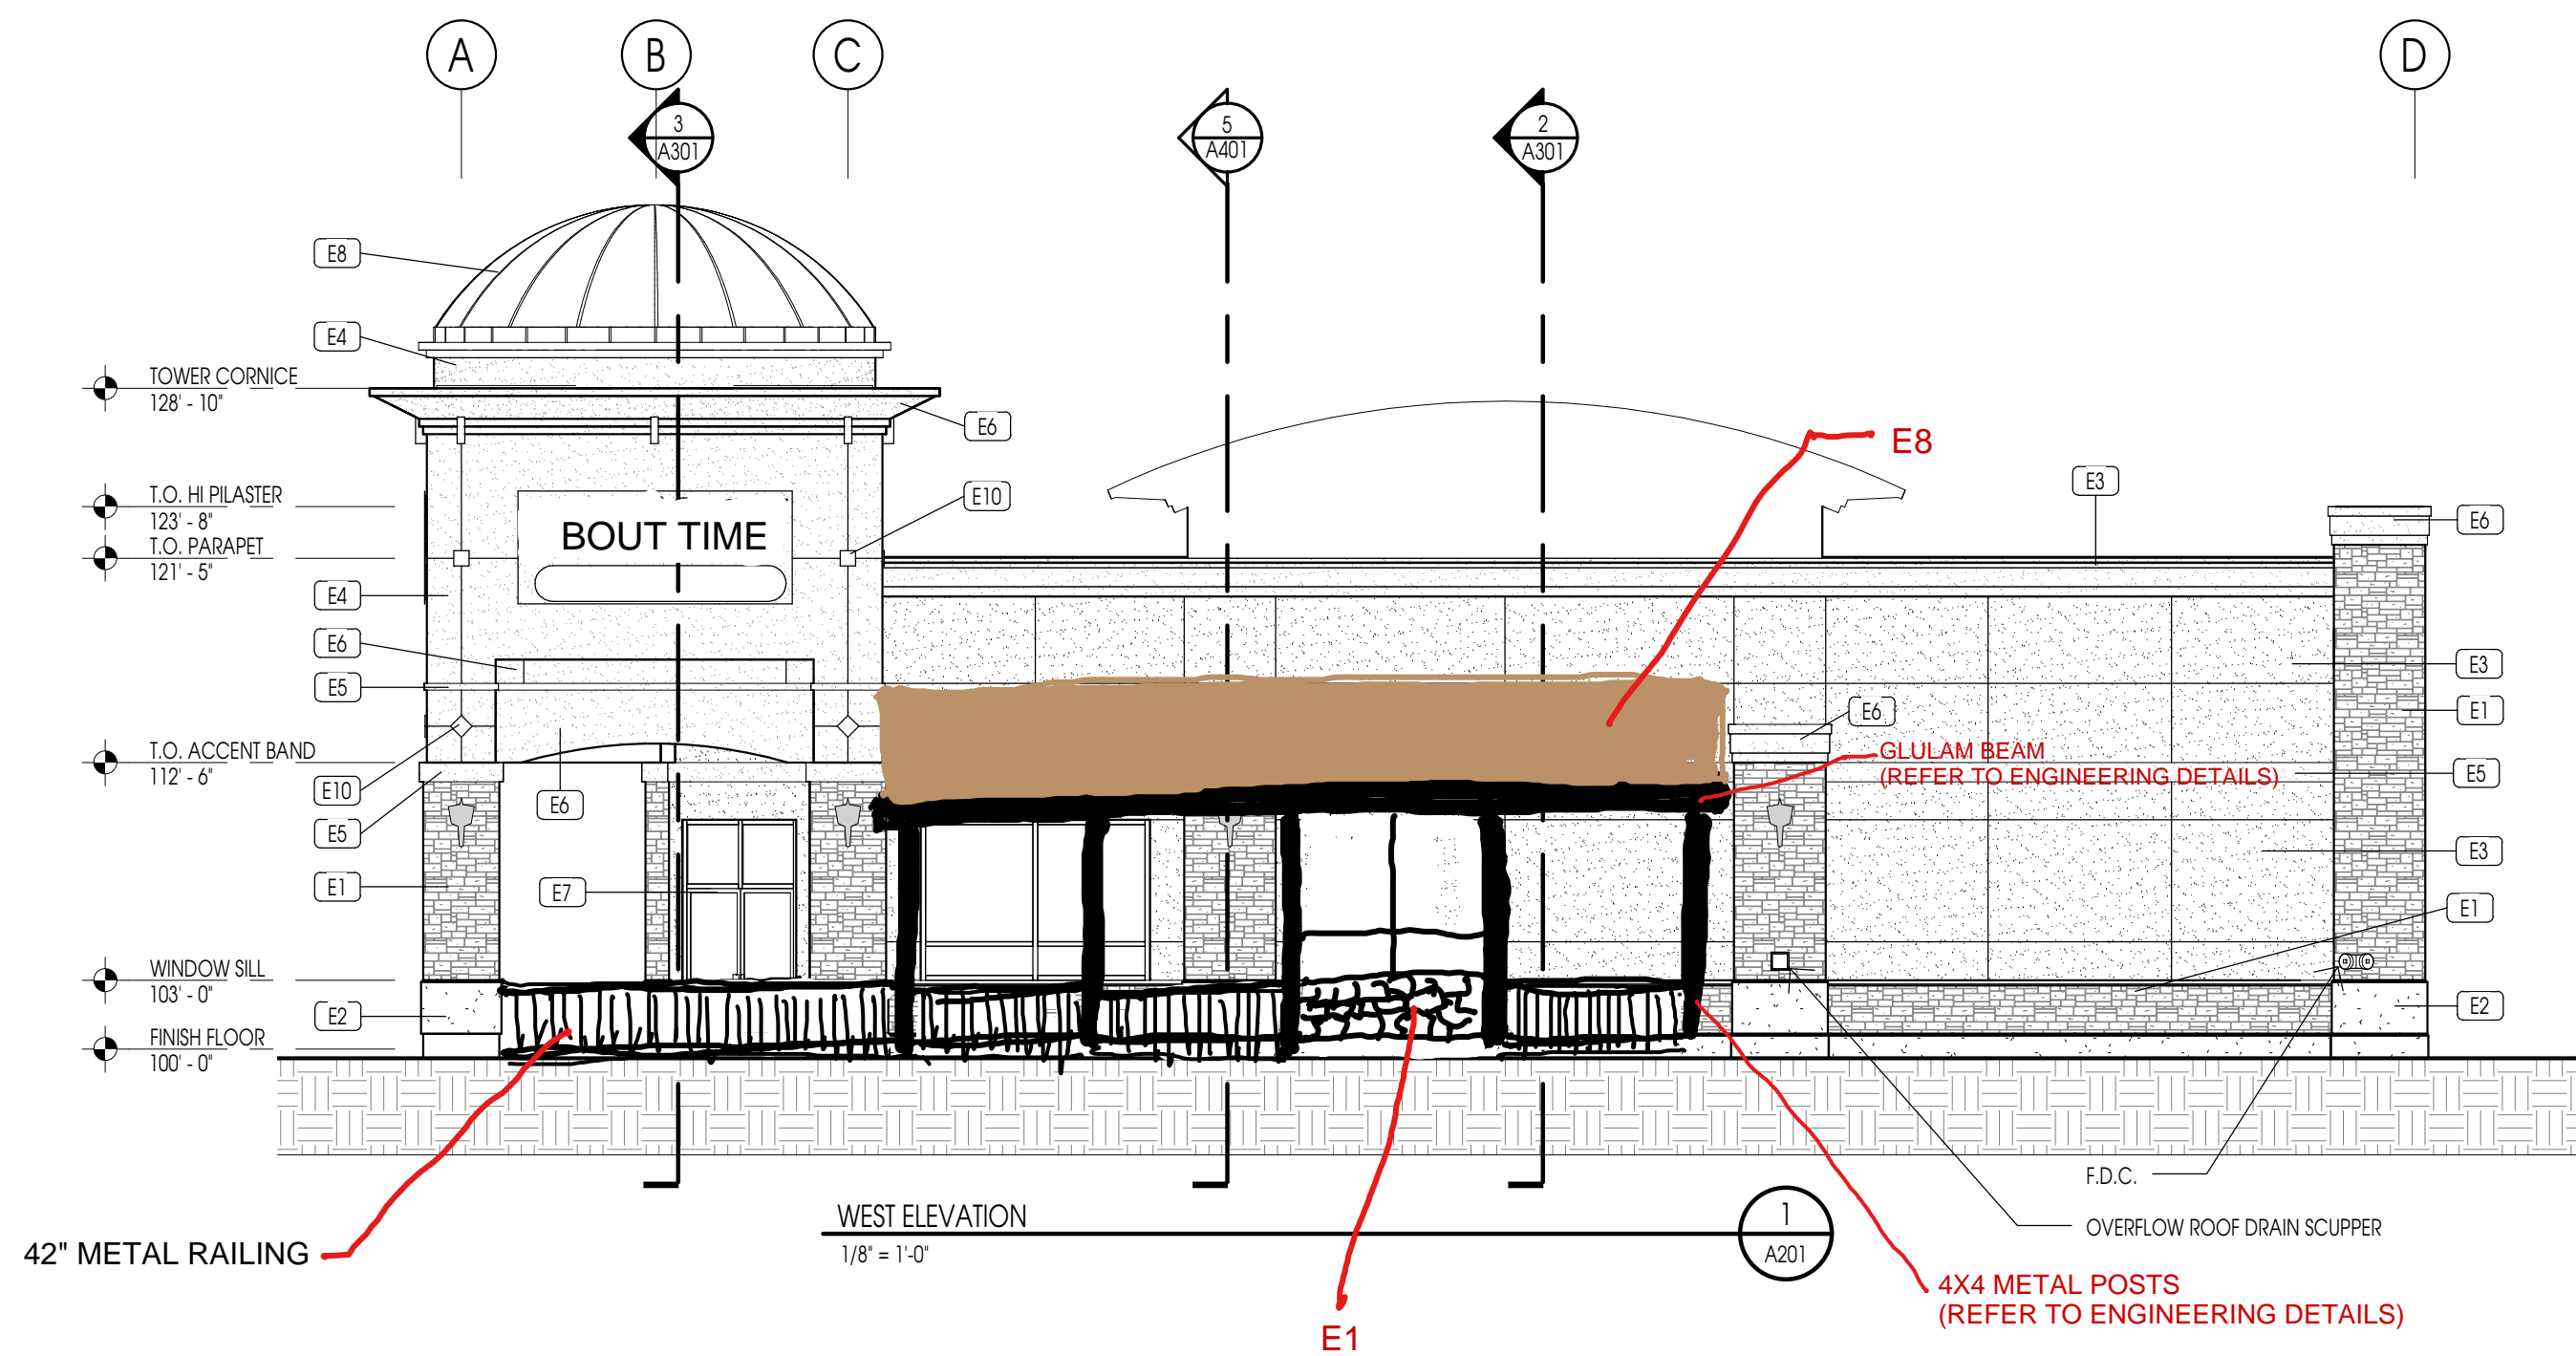 A
B
C
D
3
A301
5
A401
2
A301
E8
E4
TOWER CORNICE
128' - 10"
E6
E8
E3
T.O. HI PILASTER
123' - 8"
E10
E6
BOUT TIME
T.O. PARAPET
121' - 5"
E4
E6
E3
E5
E1
E6
T.O. ACCENT BAND
112' - 6"
GLULAM BEAM
(REFER TO ENGINEERING DETAILS)
E5
E10
E6
E5
E3
E1
E7
E1
WINDOW SILL
103' - 0"
E2
E2
FINISH FLOOR
100' - 0"
F.D.C.
WEST ELEVATION
1/8" = 1'-0"
1
A201
OVERFLOW ROOF DRAIN SCUPPER
42" METAL RAILING
4X4 METAL POSTS
(REFER TO ENGINEERING DETAILS)
E1